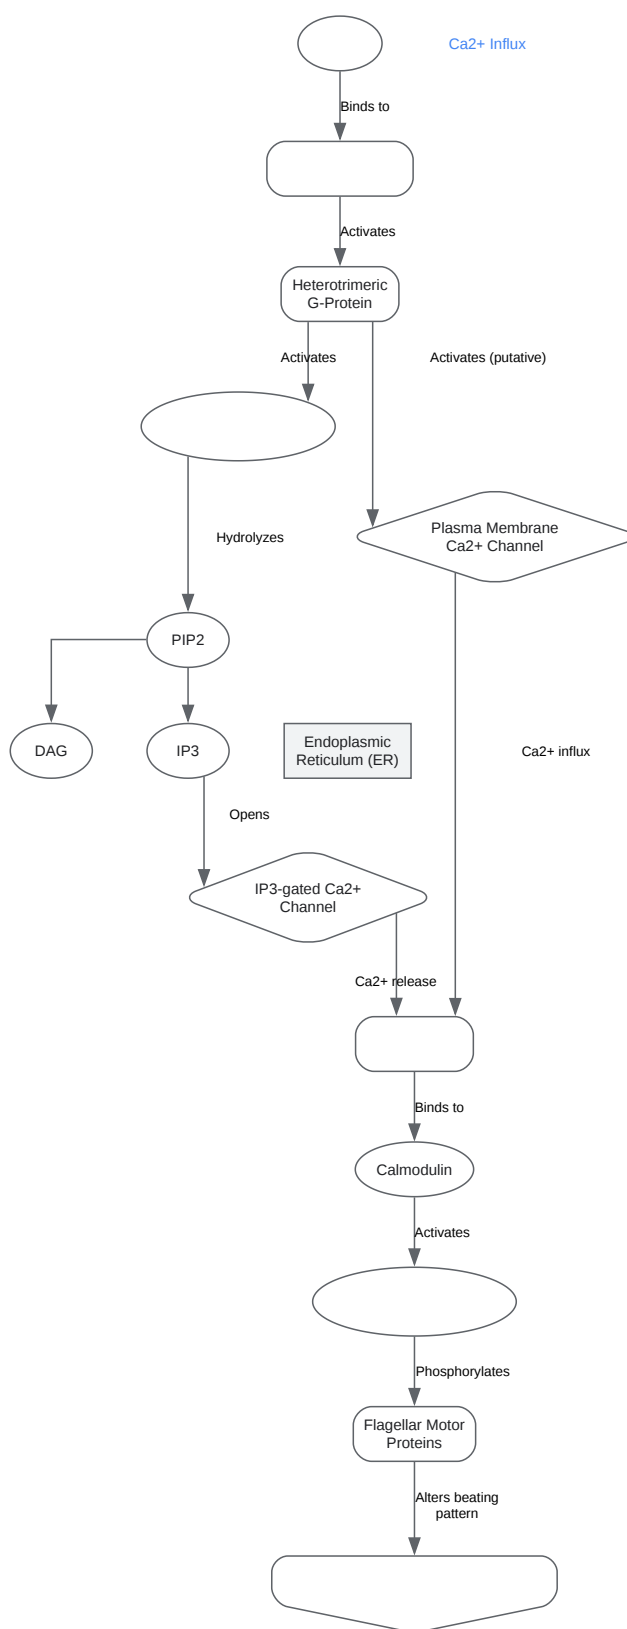 Ca2+ Influx
Binds to
Activates
Heterotrimeric
G-Protein
Activates
Activates (putative)
Plasma Membrane
Ca2+ Channel
Hydrolyzes
PIP2
DAG
IP3
Endoplasmic
Reticulum (ER)
Ca2+ influx
Opens
IP3-gated Ca2+
Channel
Ca2+ release
Binds to
Calmodulin
Activates
Phosphorylates
Flagellar Motor
Proteins
Alters beating
pattern